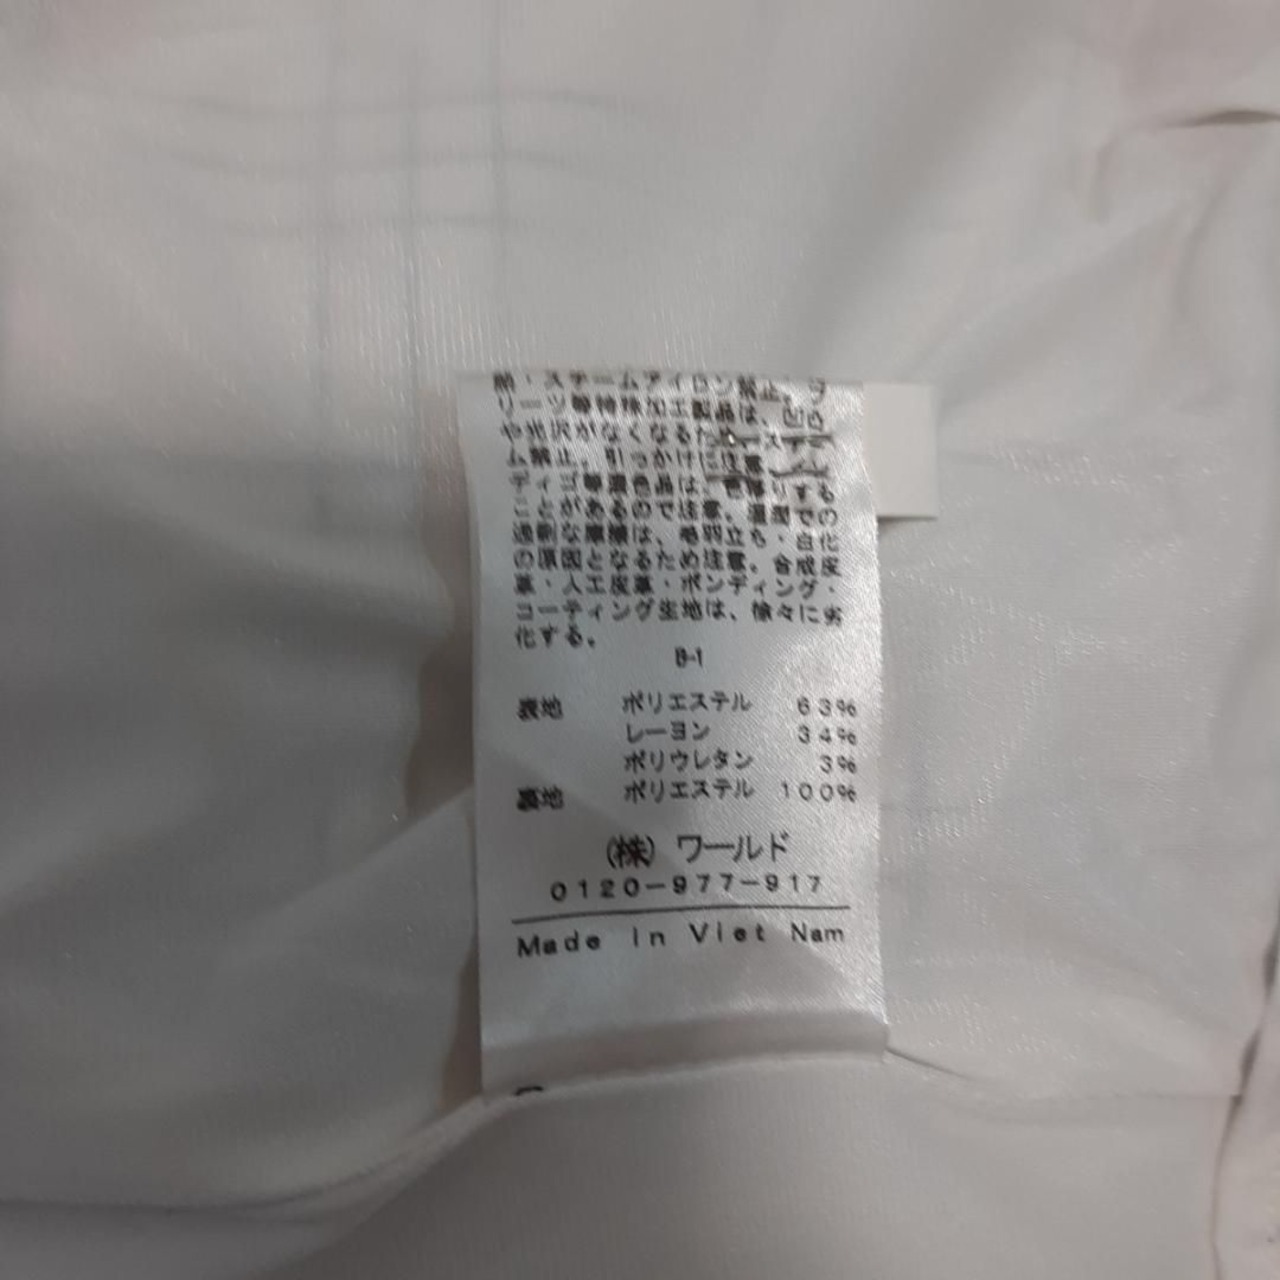 ・スチームアイロン禁止。プ
リーツ等特殊加工製品は、凹凸
や光沢がなくなるため
ム禁止。引っかけに注意。
ディゴ等濃色品は、色移りする
ことがあるので注意。湿潤での
過剰な摩擦は、毛羽立ち・白化
の原因となるため注意。合成皮
革・人工皮革・ボンディング・
コーティング生地は、徐々に劣
化する。
B-1
表地 ポリエステル 63%
レーヨン 34%
ポリウレタン 3%
裏地 ポリエステル 100%
(株) ワールド
0120-977-917
Made in Viet Nam